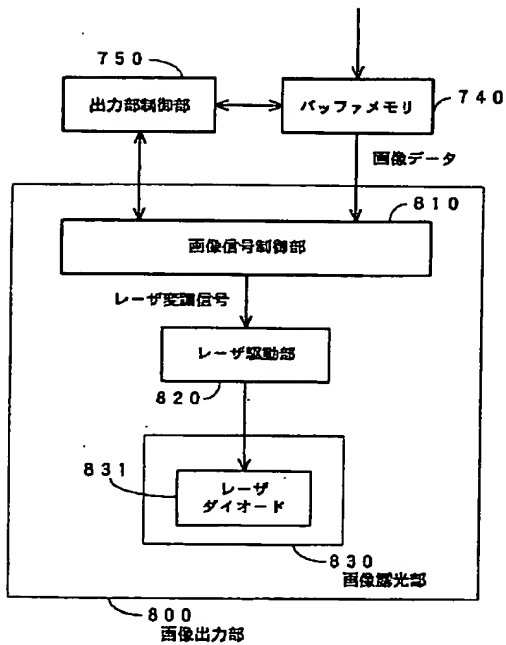 750
出力部制御部
バッファメモリ
740
画像データ
810
画像信号制御部
レーザ変調信号
レーザ駆動部
820
831
レーザ
ダイオード
830
画像露光部
800
画像出力部